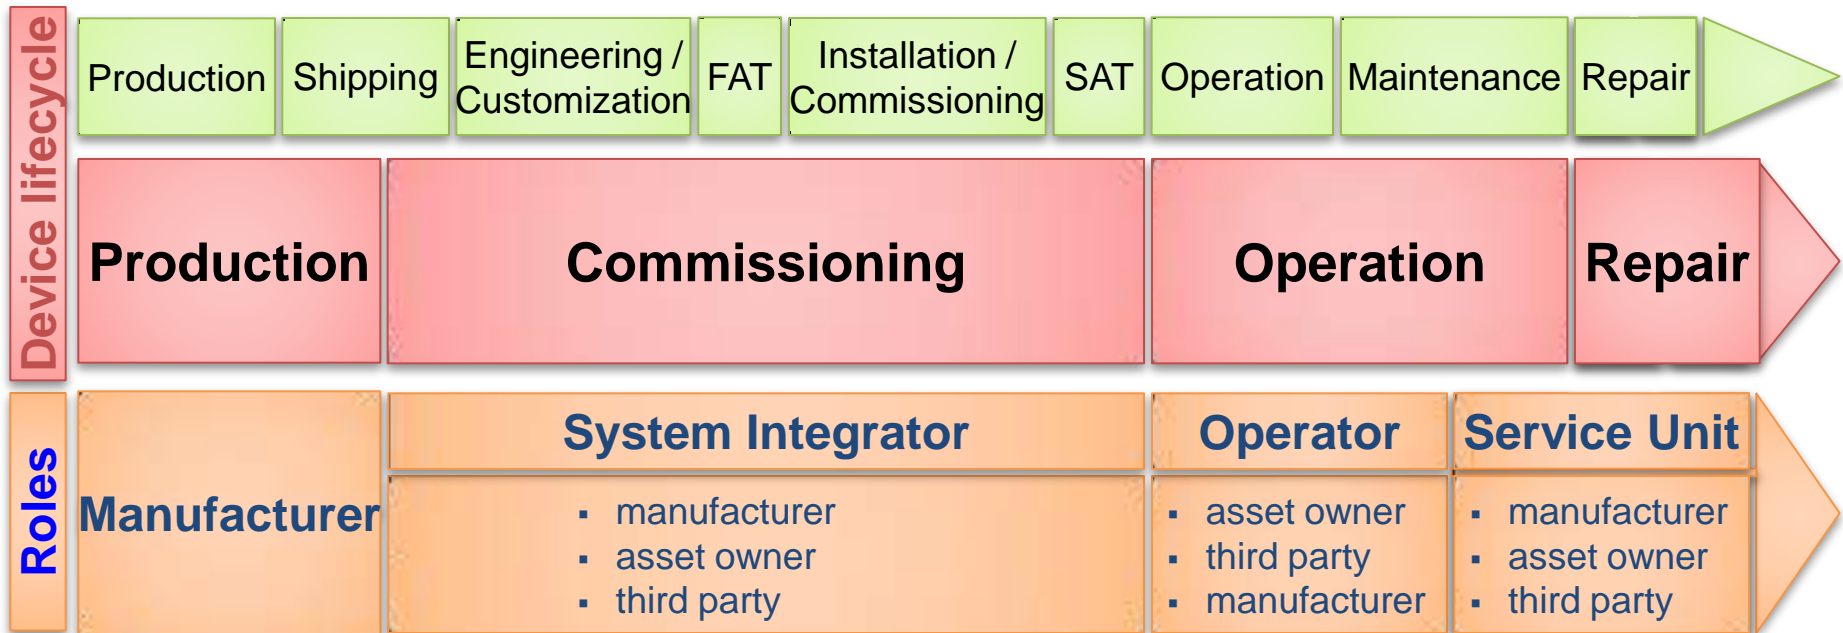 Device lifecycle
Production
Shipping
Engineering /
Customization
FAT
Installation /
Commissioning
SAT
Operation
Maintenance
Repair
Production
Commissioning
Operation
Repair
Roles
Manufacturer
System Integrator
▪ manufacturer
▪ asset owner
▪ third party
Operator
▪ asset owner
▪ third party
▪ manufacturer
Service Unit
▪ manufacturer
▪ asset owner
▪ third party